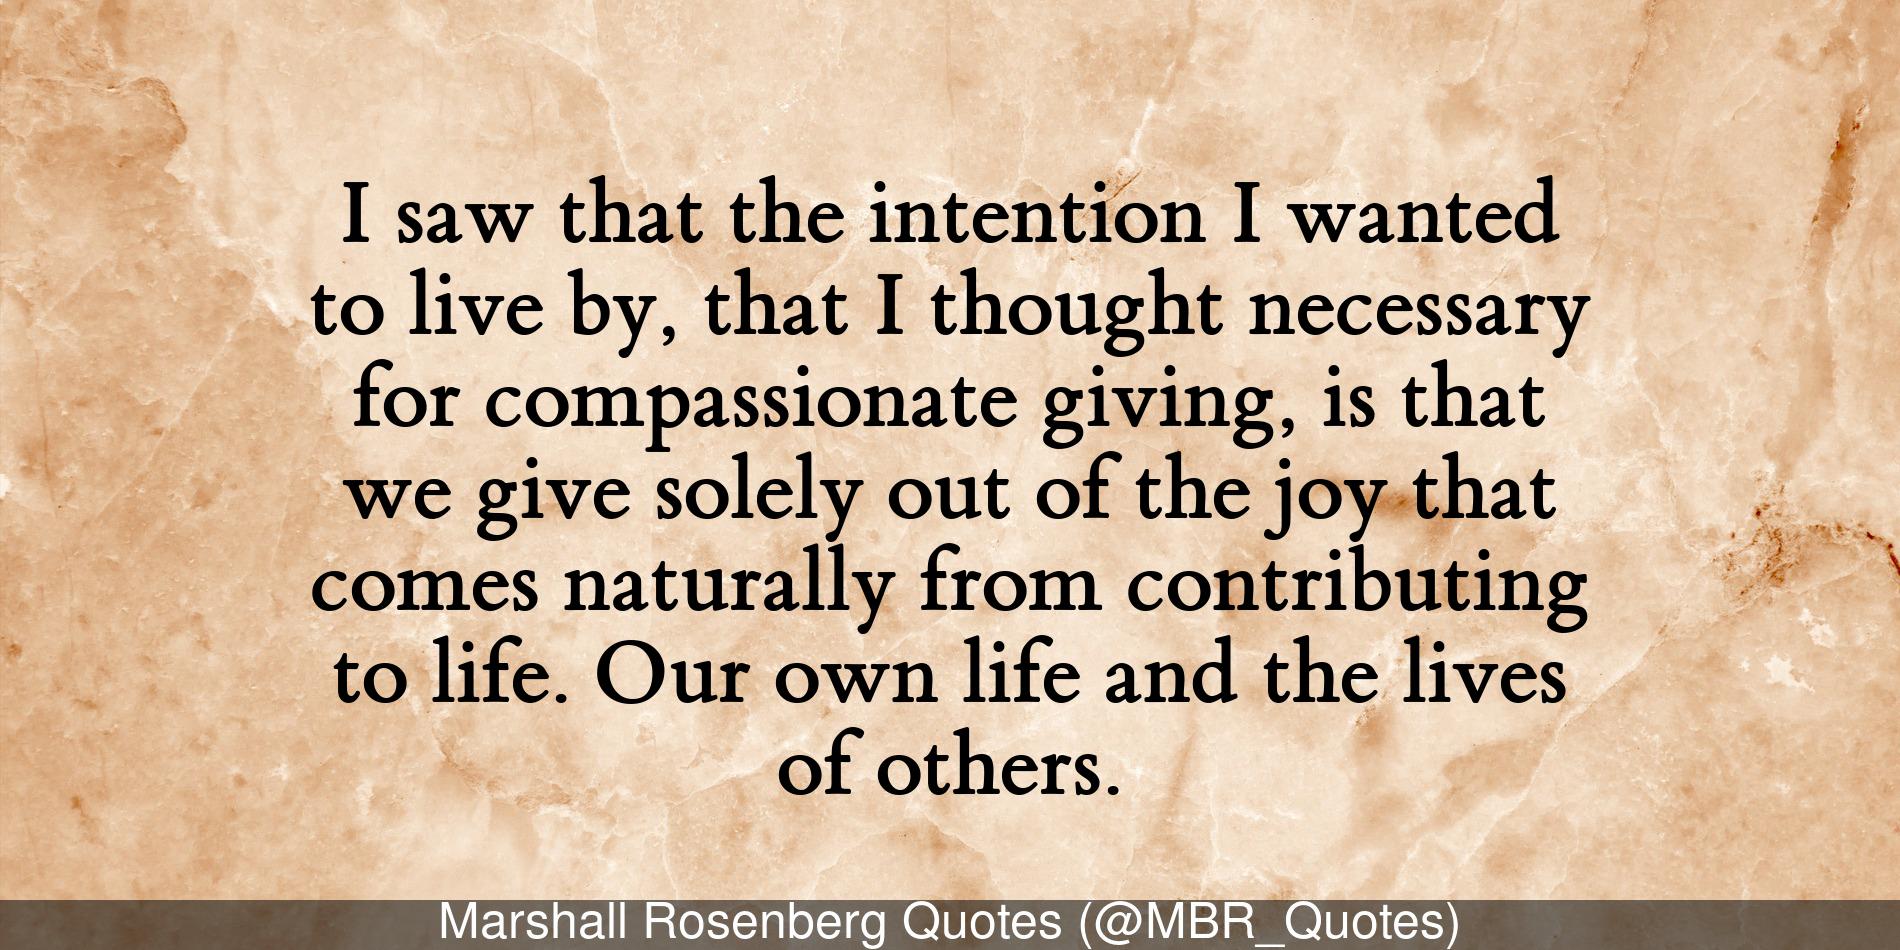 I saw that the intention I wanted
to live by, that I thought necessary
for compassionate giving, is that
we give solely out of the joy that
comes naturally from contributing
to life. Our own life and the lives
of others.
Marshall Rosenberg Quotes (@MBR_Quotes)